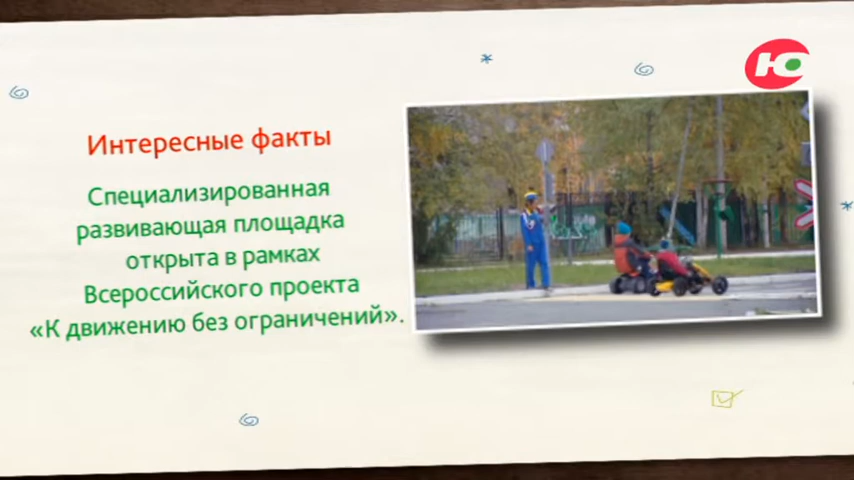 Ю
Интересные факты
Специализированная
развивающая площадка
открыта в рамках
Всероссийского проекта
«К движению без ограничений».